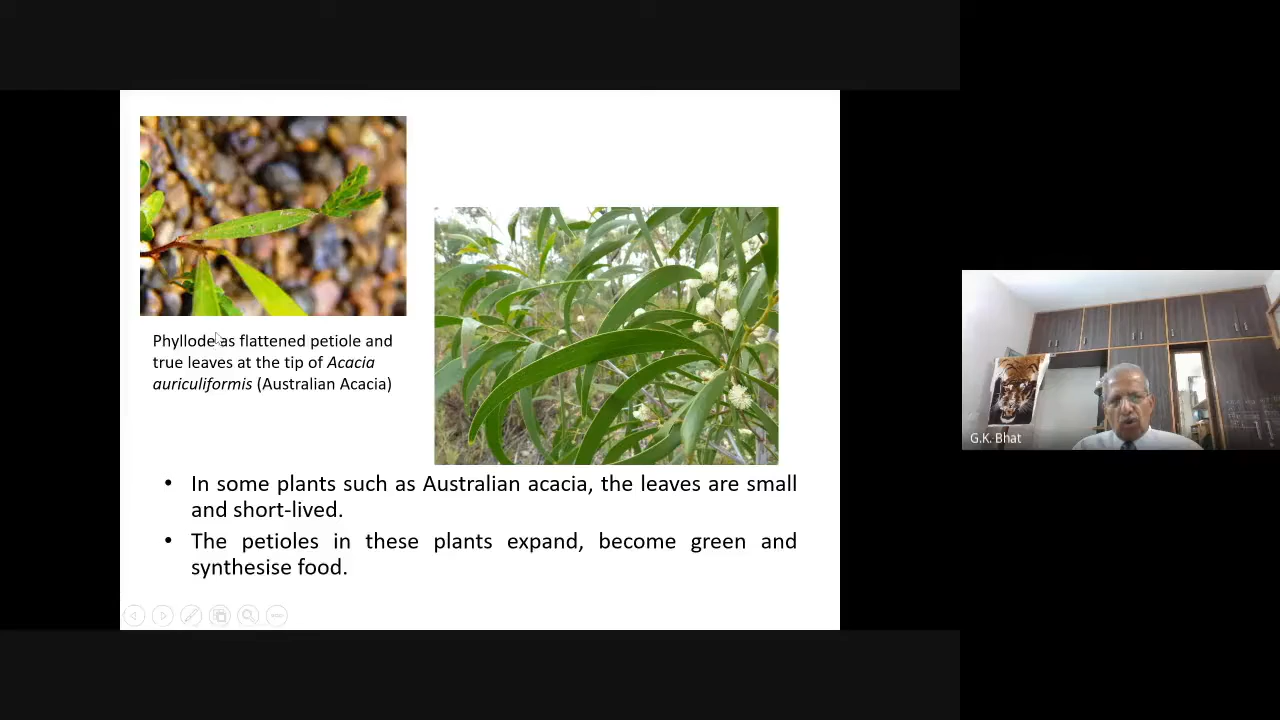 Phyllode as flattened petiole and
true leaves at the tip of Acacia
auriculiformis (Australian Acacia)
• In some plants such as Australian acacia, the leaves are small
and short-lived.
• The petioles in these plants expand, become green and
synthesise food.
G.K. Bhat